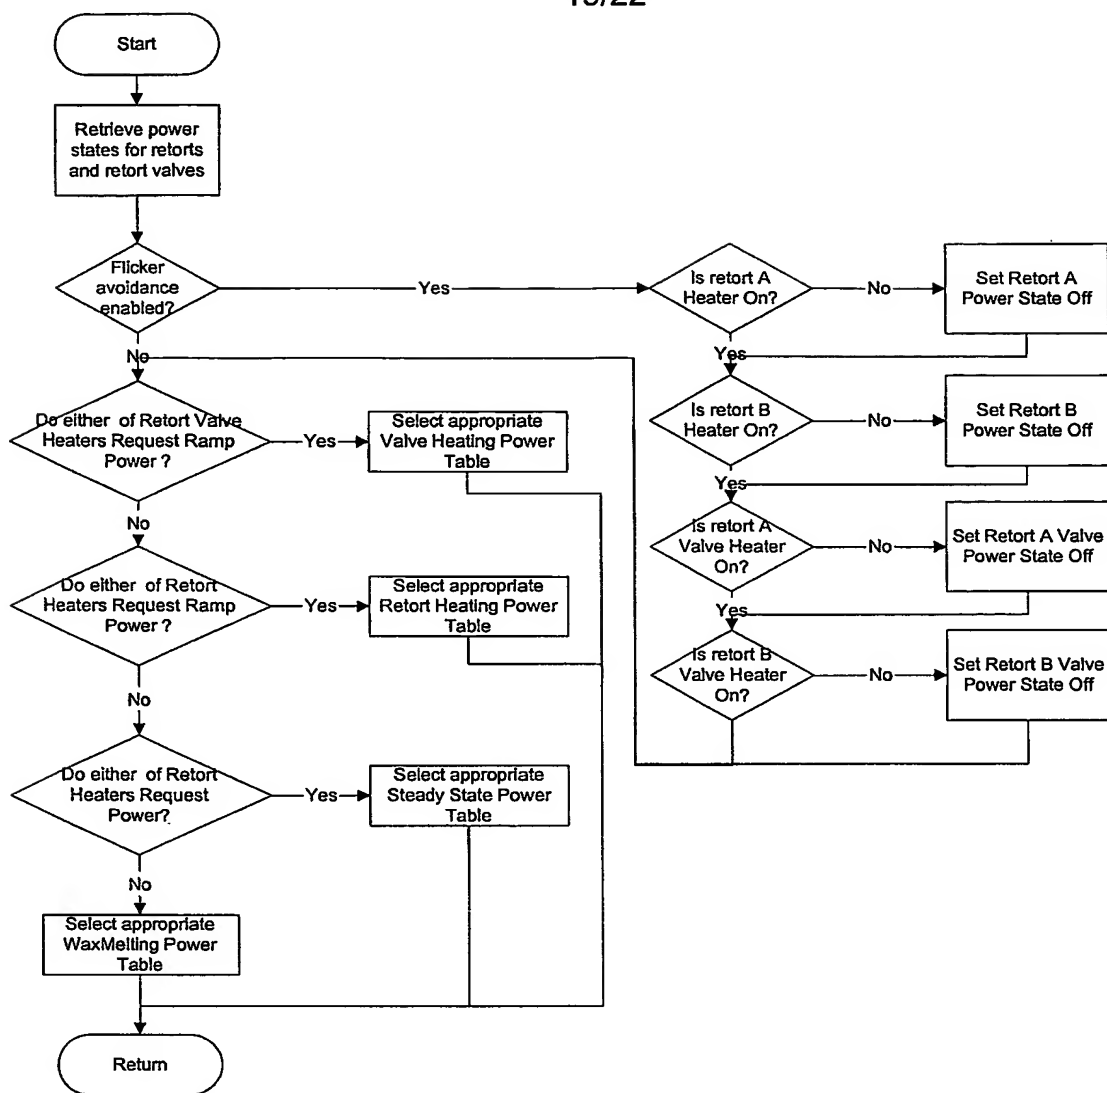 Start
Retrieve power
states for retorts
and retort valves
Flicker
avoidance
enabled?
Yes
No
Is retort A
Heater On?
No
Set Retort A
Power State Off
Yes
Is retort B
Heater On?
No
Set Retort B
Power State Off
Yes
Is retort A
Valve Heater
On?
No
Set Retort A Valve
Power State Off
Yes
Is retort B
Valve Heater
On?
No
Set Retort B Valve
Power State Off
Do either of Retort Valve
Heaters Request Ramp
Power ?
Yes
Select appropriate
Valve Heating Power
Table
No
Do either of Retort
Heaters Request Ramp
Power ?
Yes
Select appropriate
Retort Heating Power
Table
No
Do either of Retort
Heaters Request
Power?
Yes
Select appropriate
Steady State Power
Table
No
Select appropriate
WaxMelting Power
Table
Return